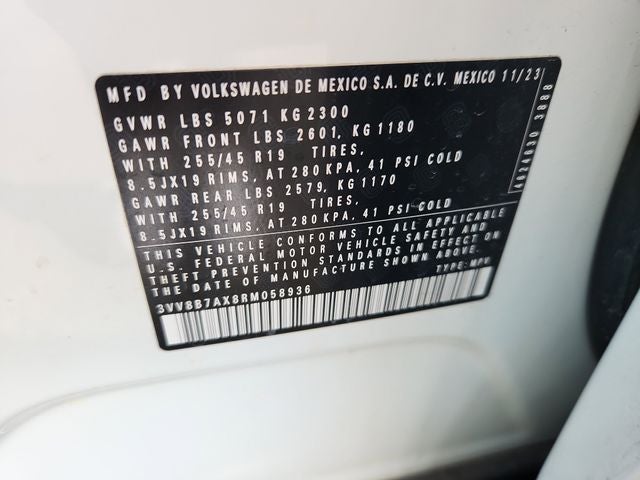 MFD BY VOLKSWAGEN DE MEXICO S.A. DE C.V. MEXICO 11/23
GVWR LBS 5071 KG 2300
GAWR FRONT LBS 2601, KG 1180
WITH 255/45 R19 TIRES,
8.5JX19 RIMS, AT 280 KPA, 41 PSI COLD
GAWR REAR LBS 2579, KG 1170
WITH 255/45 R19 TIRES,
8.5JX19 RIMS, AT 280 KPA, 41 PSI COLD
THIS VEHICLE CONFORMS TO ALL APPLICABLE
U.S. FEDERAL MOTOR VEHICLE SAFETY AND
THEFT PREVENTION STANDARDS IN EFFECT ON
THE DATE OF MANUFACTURE SHOWN ABOVE.
3VV8B7AX8RM058936
TYPE: MPV
4024630 3888